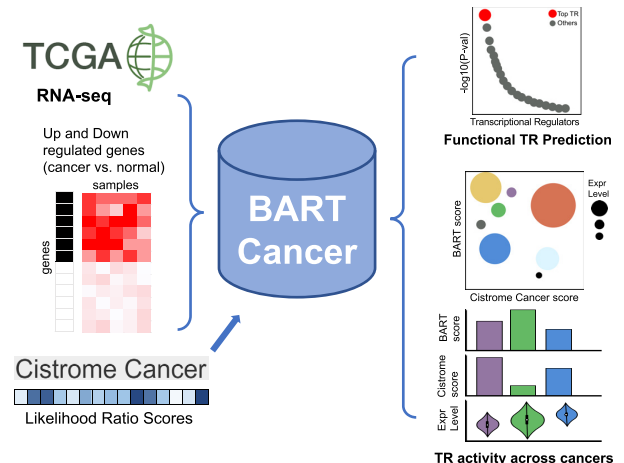 TCGA
RNA-seq
Up and Down
regulated genes
(cancer vs. normal)
samples
genes
Cistrome Cancer
Likelihood Ratio Scores
BART
Cancer
Top TR
Others
-log10(P-val)
Transcriptional Regulators
Functional TR Prediction
Expr
Level
BART score
Cistrome Cancer score
BART
score
Cistrome
score
Expr
Level
TR activity across cancers